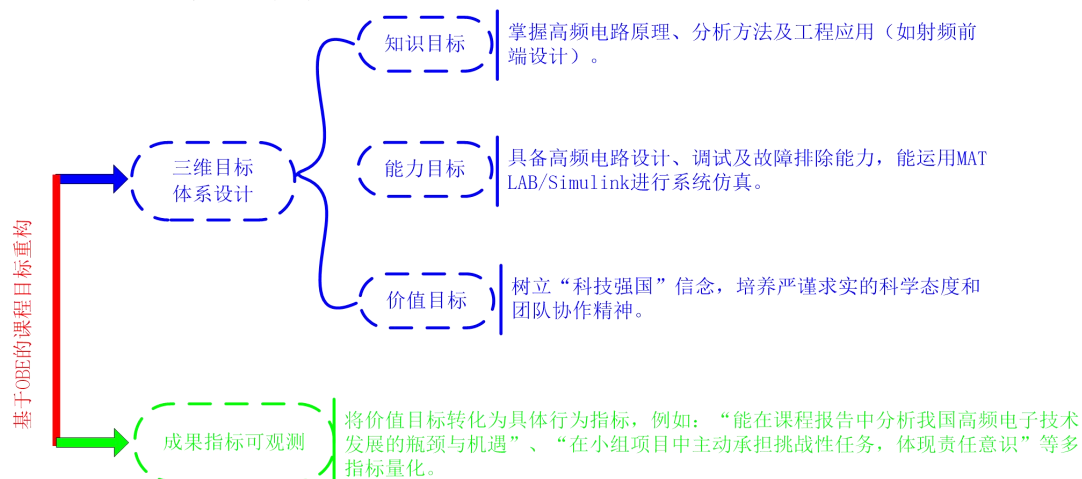 基于OBE的课程目标重构
三维目标
体系设计
知识目标
掌握高频电路原理、分析方法及工程应用（如射频前
端设计）。
能力目标
具备高频电路设计、调试及故障排除能力，能运用MAT
LAB/Simulink进行系统仿真。
价值目标
树立“科技强国”信念，培养严谨求实的科学态度和
团队协作精神。
成果指标可观测
将价值目标转化为具体行为指标，例如：“能在课程报告中分析我国高频电子技术
发展的瓶颈与机遇”、“在小组项目中主动承担挑战性任务，体现责任意识”等多
指标量化。